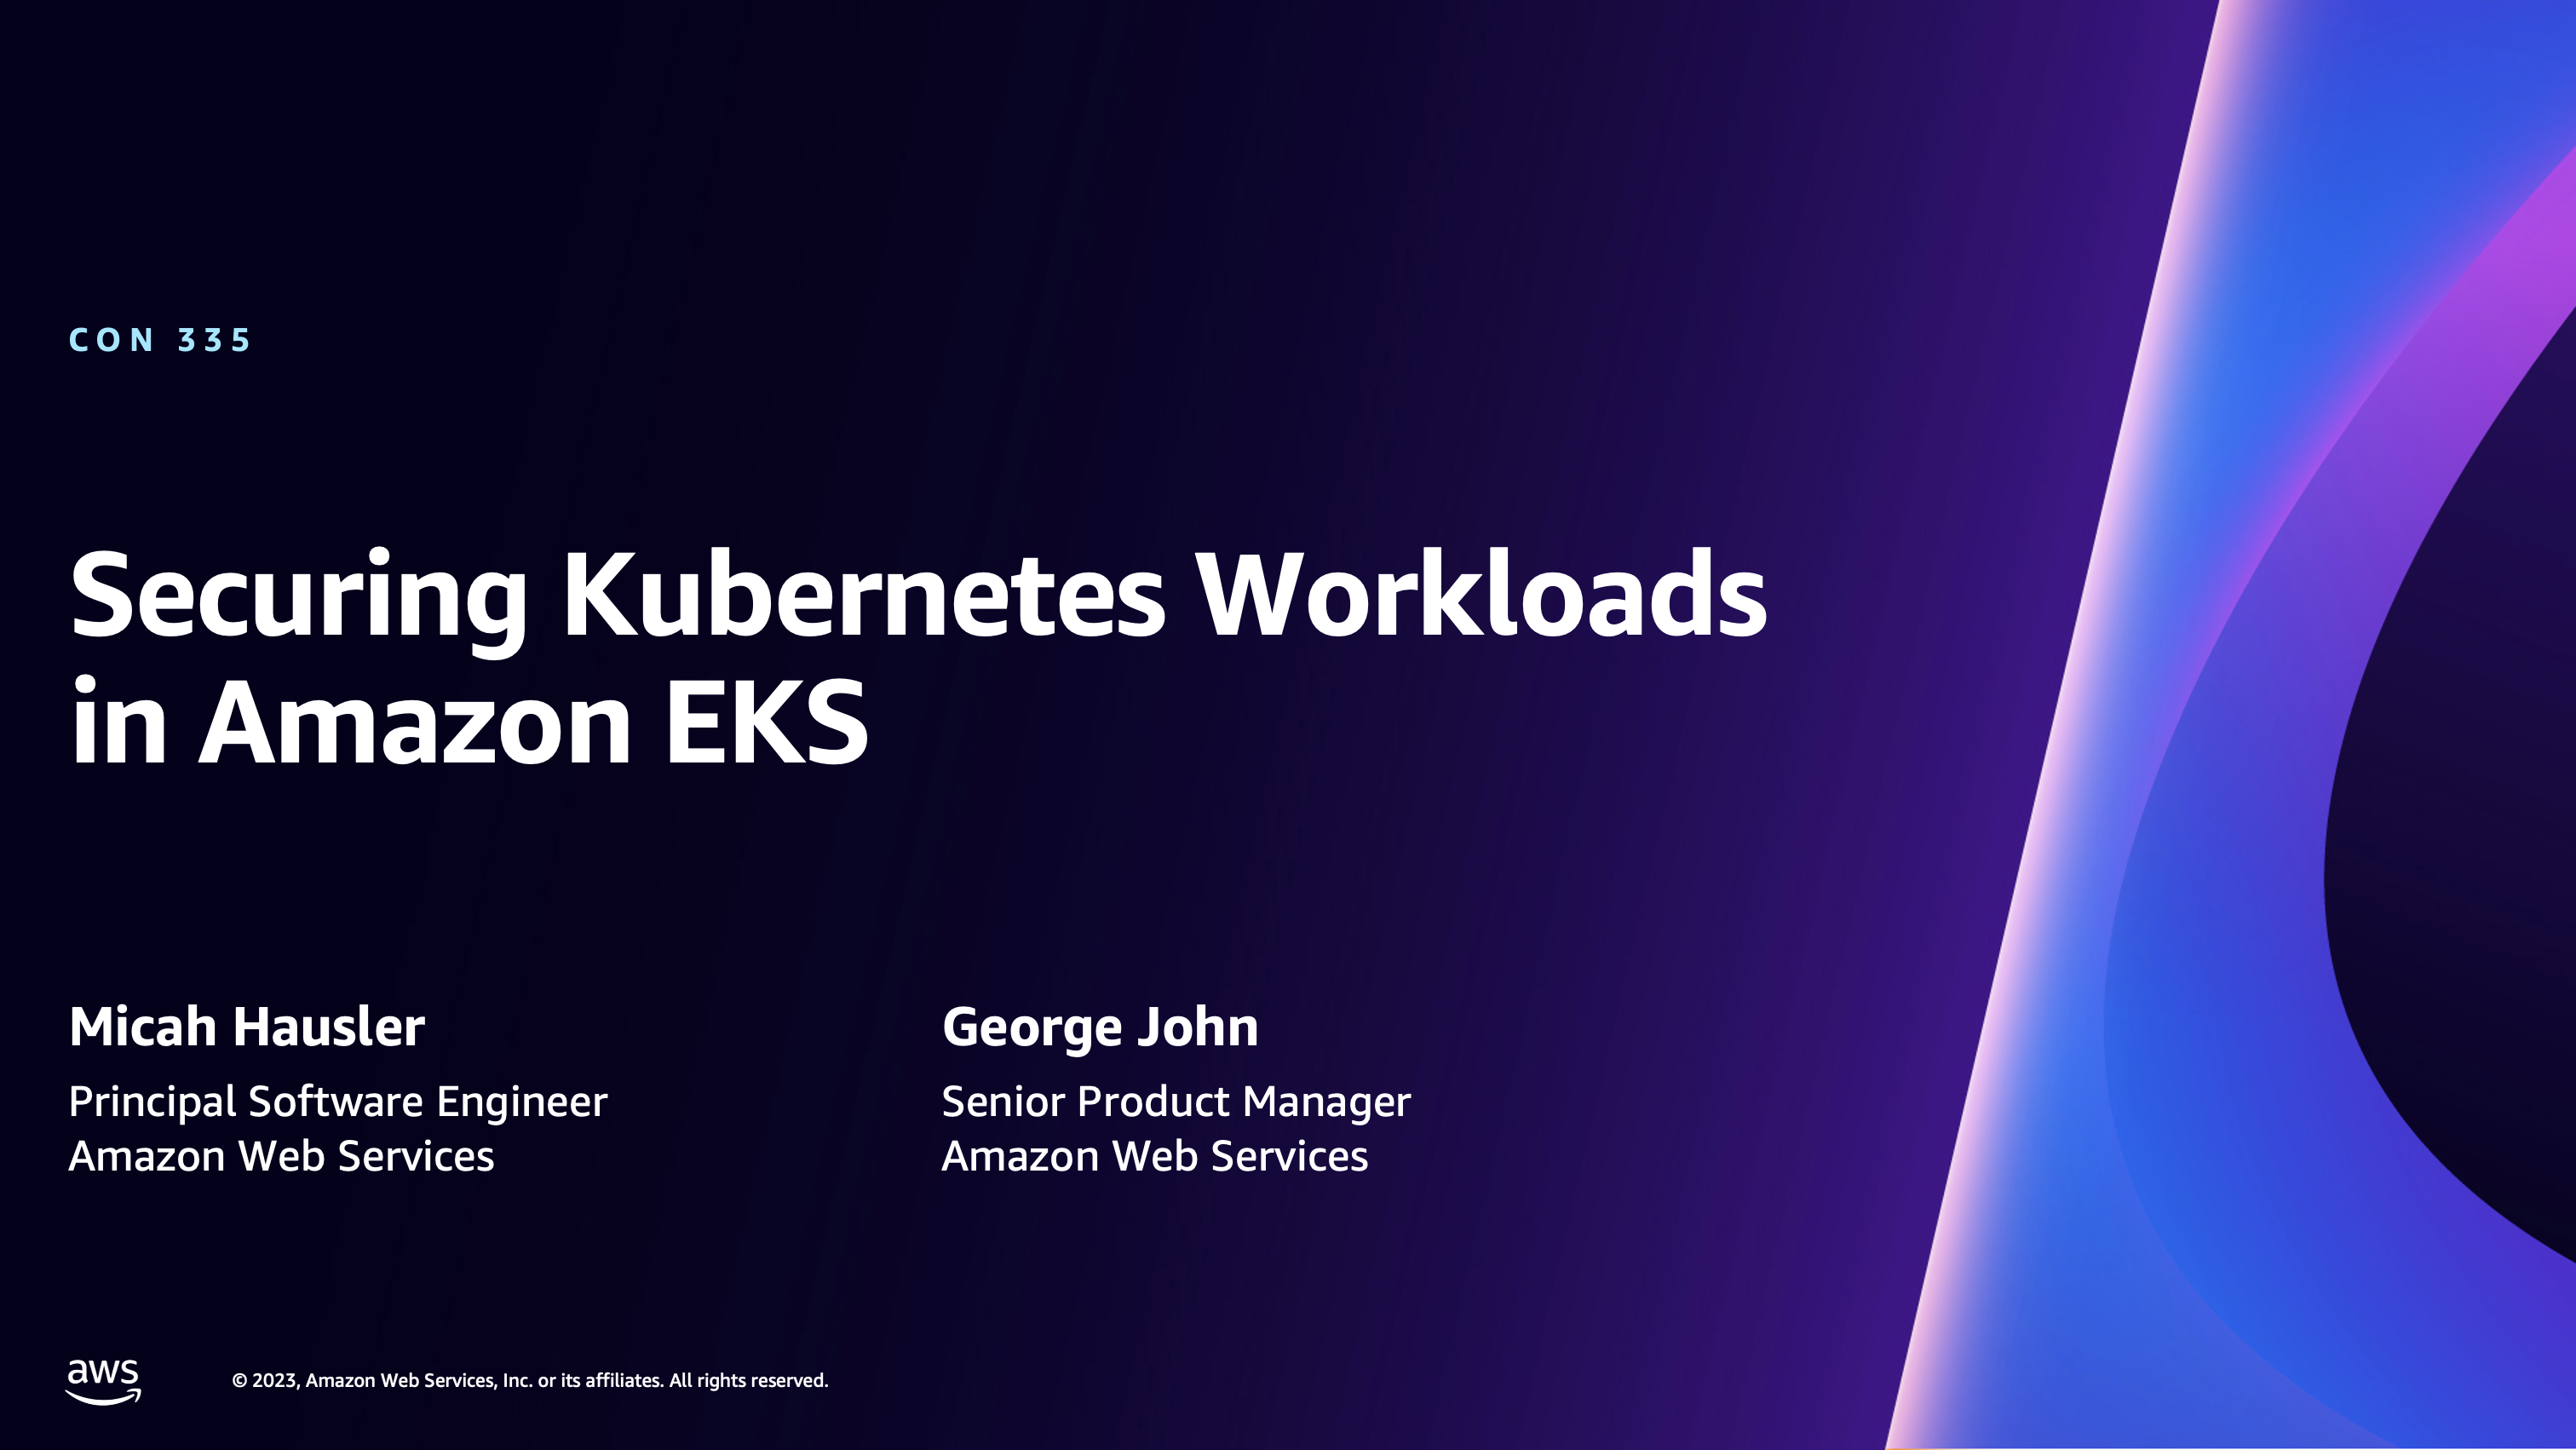 CON 335
Securing Kubernetes Workloads
in Amazon EKS
Micah Hausler
Principal Software Engineer
Amazon Web Services
George John
Senior Product Manager
Amazon Web Services
aws
© 2023, Amazon Web Services, Inc. or its affiliates. All rights reserved.